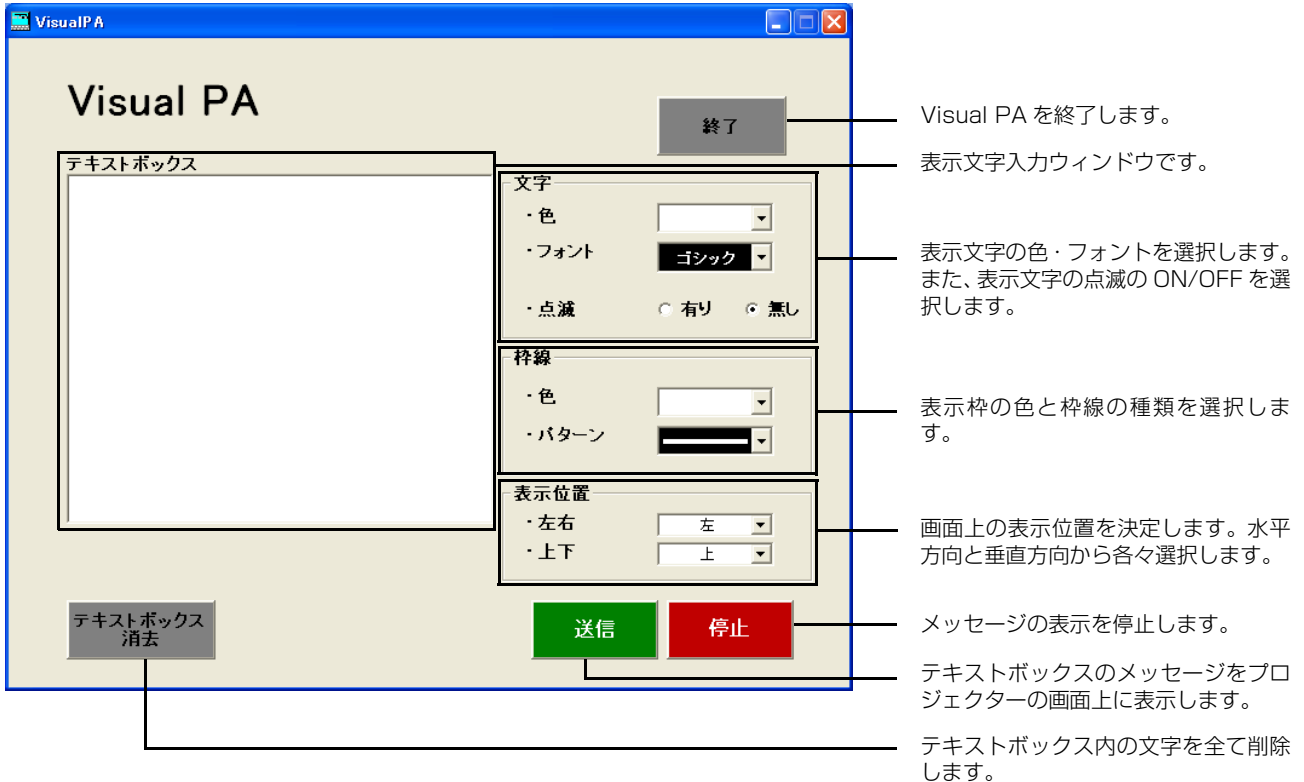 VisualPA
Visual PA
終了
テキストボックス
文字
・色
・フォント
ゴシック
・点滅
有り
無し
枠線
・色
・パターン
表示位置
・左右
左
・上下
上
テキストボックス
消去
送信
停止
Visual PA を終了します。
表示文字入力ウィンドウです。
表示文字の色・フォントを選択します。
また、表示文字の点滅の ON/OFF を選
択します。
表示枠の色と枠線の種類を選択しま
す。
画面上の表示位置を決定します。水平
方向と垂直方向から各々選択します。
メッセージの表示を停止します。
テキストボックスのメッセージをプロ
ジェクターの画面上に表示します。
テキストボックス内の文字を全て削除
します。